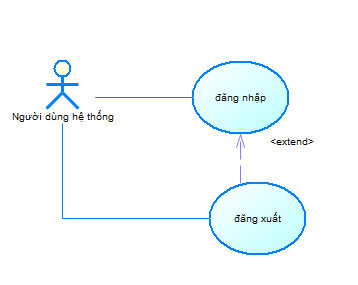 đăng nhập
Người dùng hệ thống
<extend>
đăng xuất